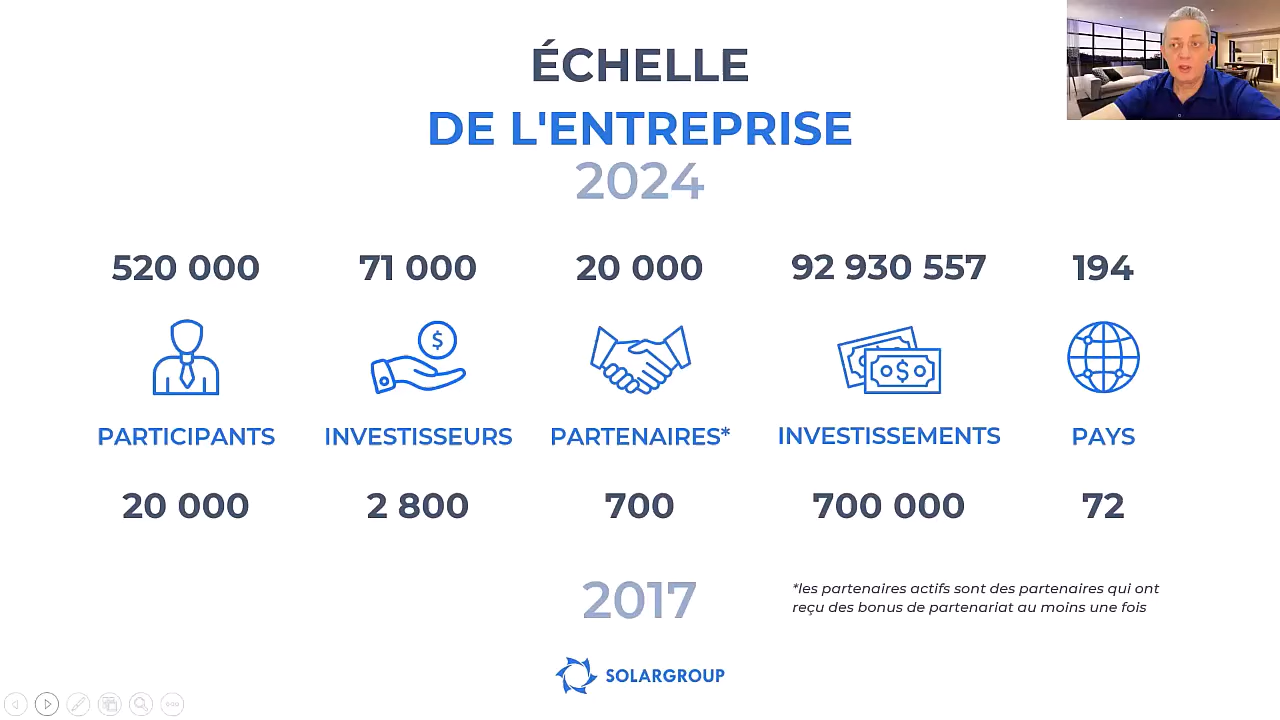 ÉCHELLE
DE L'ENTREPRISE
2024
520 000
71 000
20 000
92 930 557
194
$
$
PARTICIPANTS
INVESTISSEURS
PARTENAIRES*
INVESTISSEMENTS
PAYS
20 000
2 800
700
700 000
72
2017
*les partenaires actifs sont des partenaires qui ont
reçu des bonus de partenariat au moins une fois
SOLARGROUP